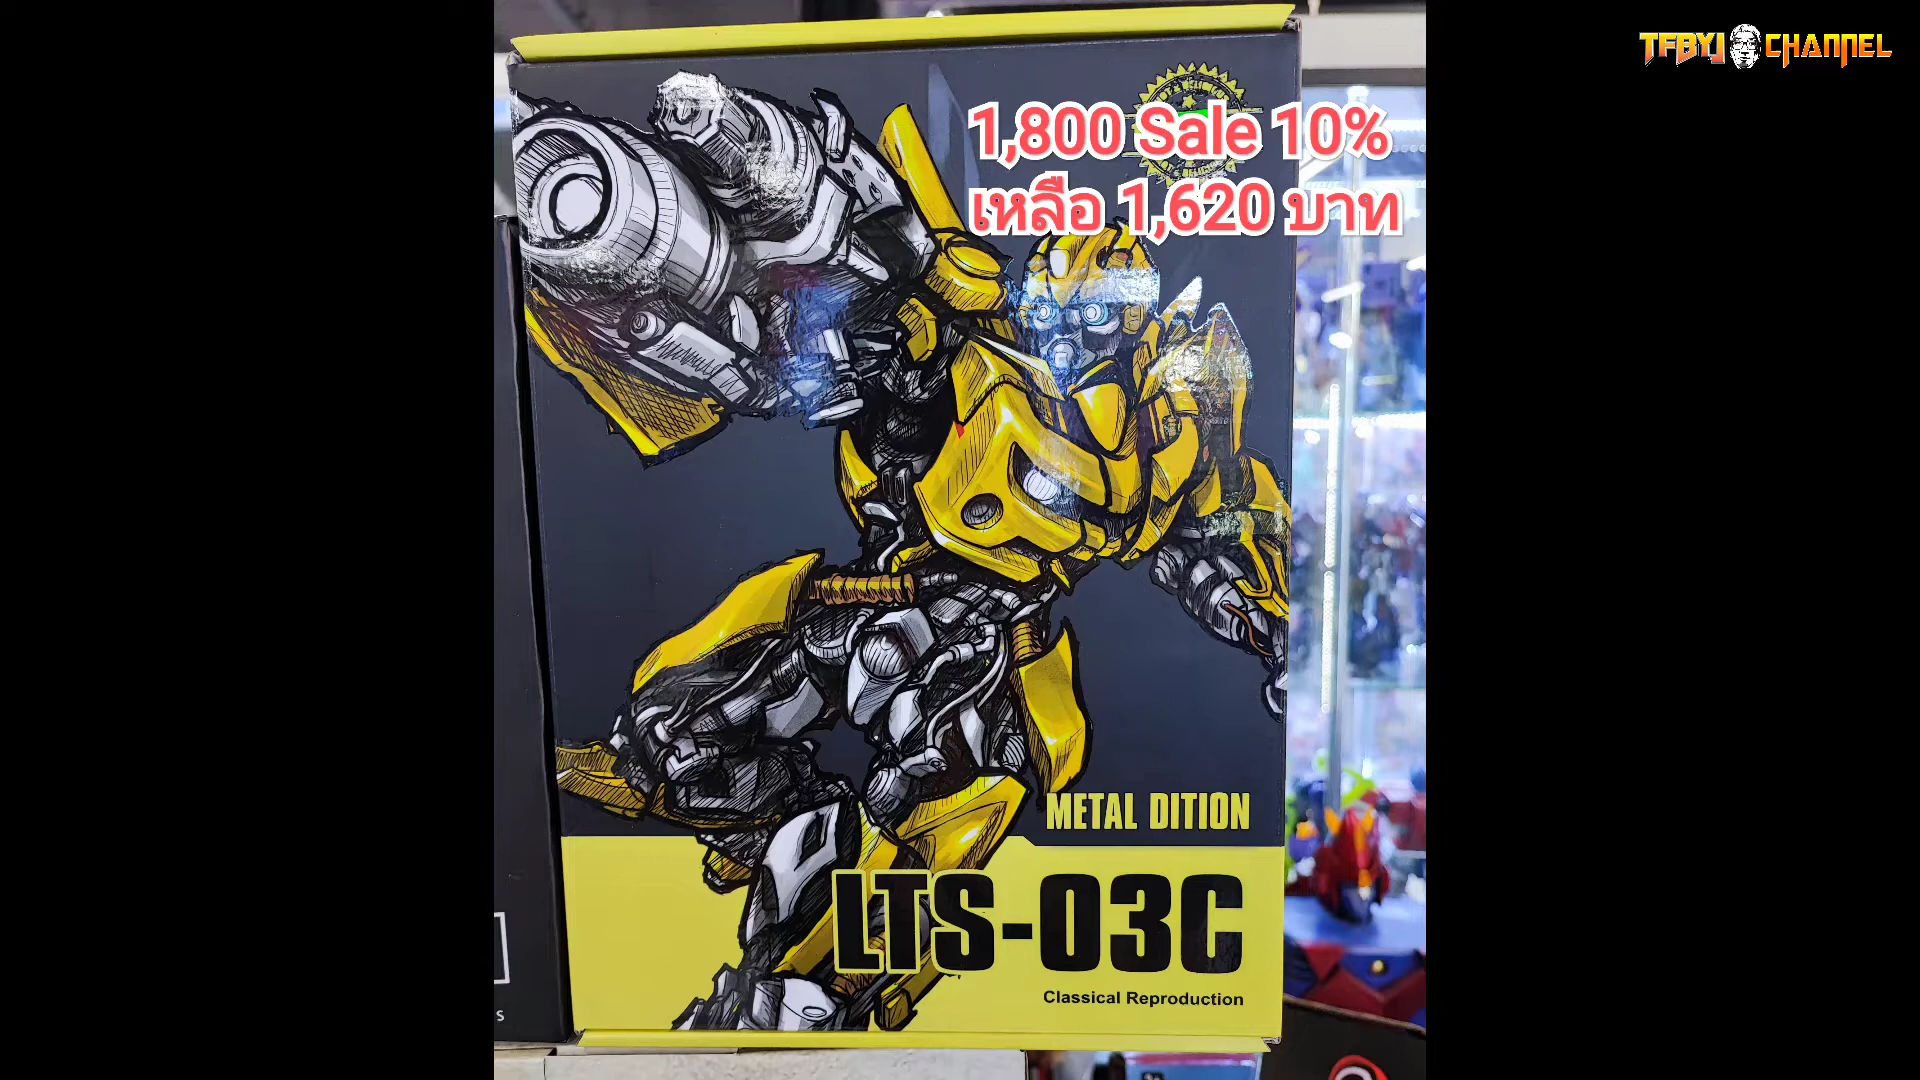 TFBYJ CHANNEL
1,800 Sale 10%
เหลือ 1,620 บาท
METAL DITION
LTS-03C
Classical Reproduction
S